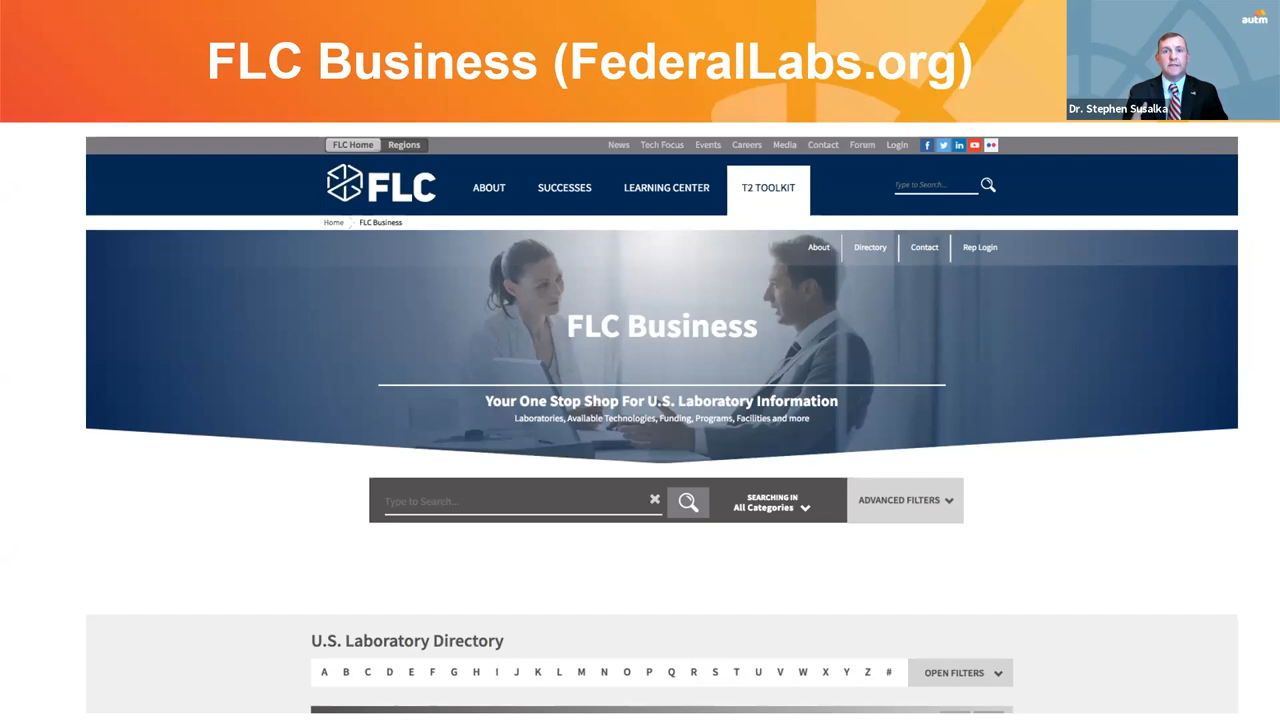 FLC Business (FederalLabs.org)
autm
Dr. Stephen Susalka
FLC Home Regions
News Tech Focus Events Careers Media Contact Forum Login
FLC
ABOUT SUCCESSES LEARNING CENTER T2 TOOLKIT
Type to Search...
Home FLC Business
About Directory Contact Rep Login
FLC Business
Your One Stop Shop For U.S. Laboratory Information
Laboratories, Available Technologies, Funding, Programs, Facilities and more
Type to Search...
SEARCHING IN
All Categories
ADVANCED FILTERS
U.S. Laboratory Directory
A B C D E F G H I J K L M N O P Q R S T U V W X Y Z #
OPEN FILTERS